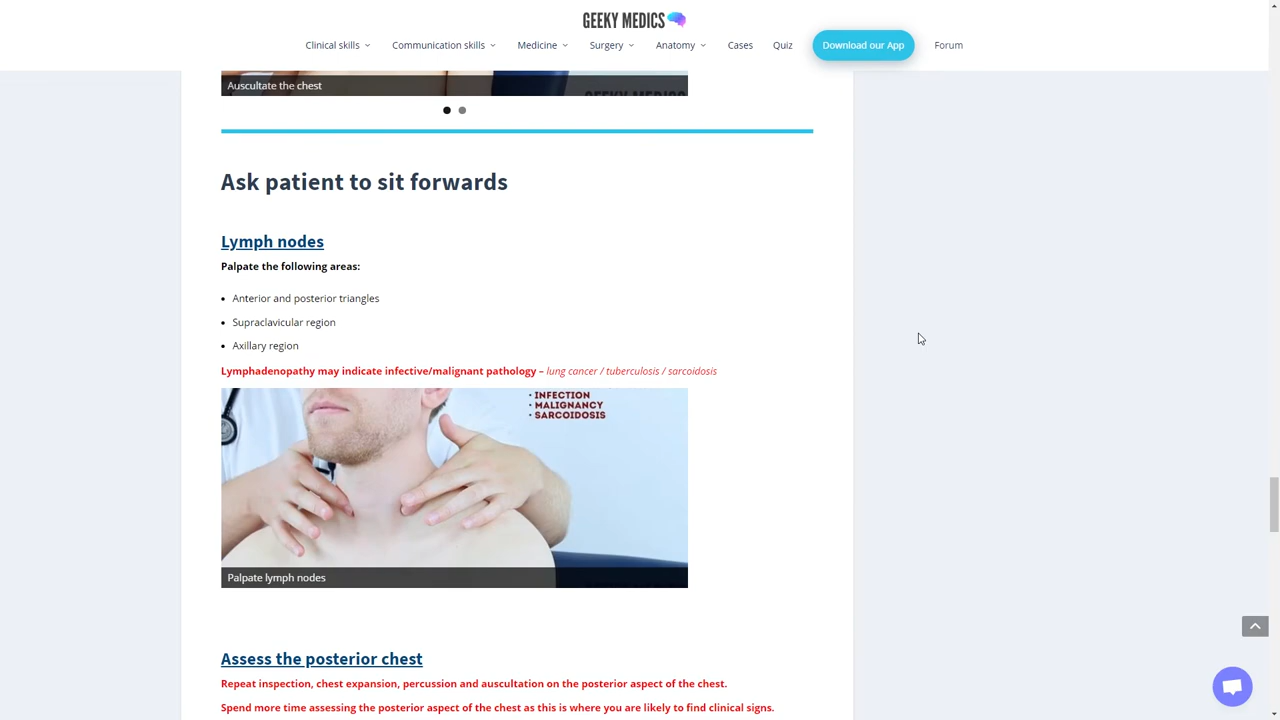 GEEKY MEDICS
Clinical skills
Communication skills
Medicine
Surgery
Anatomy
Cases
Quiz
Download our App
Forum
Auscultate the chest
GEEKY MEDICS
Ask patient to sit forwards
Lymph nodes
Palpate the following areas:
Anterior and posterior triangles
Supraclavicular region
Axillary region
Lymphadenopathy may indicate infective/malignant pathology – lung cancer / tuberculosis / sarcoidosis
· INFECTION
· MALIGNANCY
· SARCOIDOSIS
Palpate lymph nodes
Assess the posterior chest
Repeat inspection, chest expansion, percussion and auscultation on the posterior aspect of the chest.
Spend more time assessing the posterior aspect of the chest as this is where you are likely to find clinical signs.